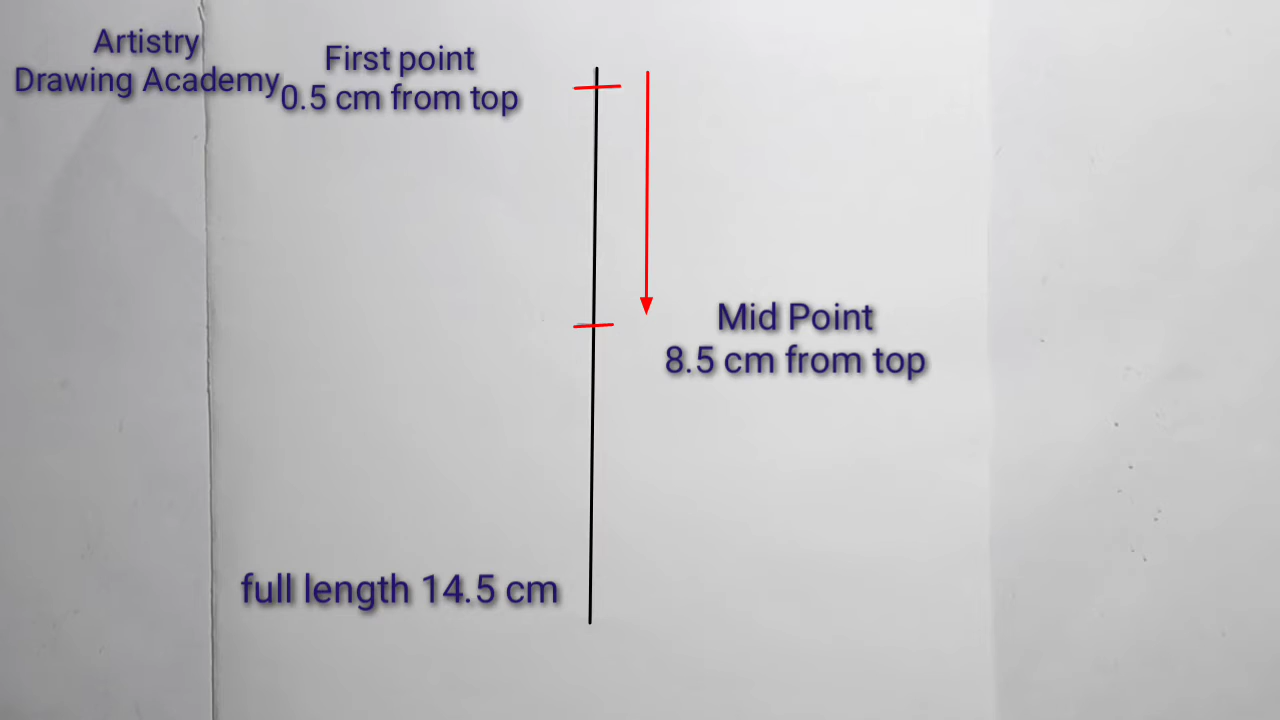 Artistry
Drawing Academy
First point
0.5 cm from top
Mid Point
8.5 cm from top
full length 14.5 cm